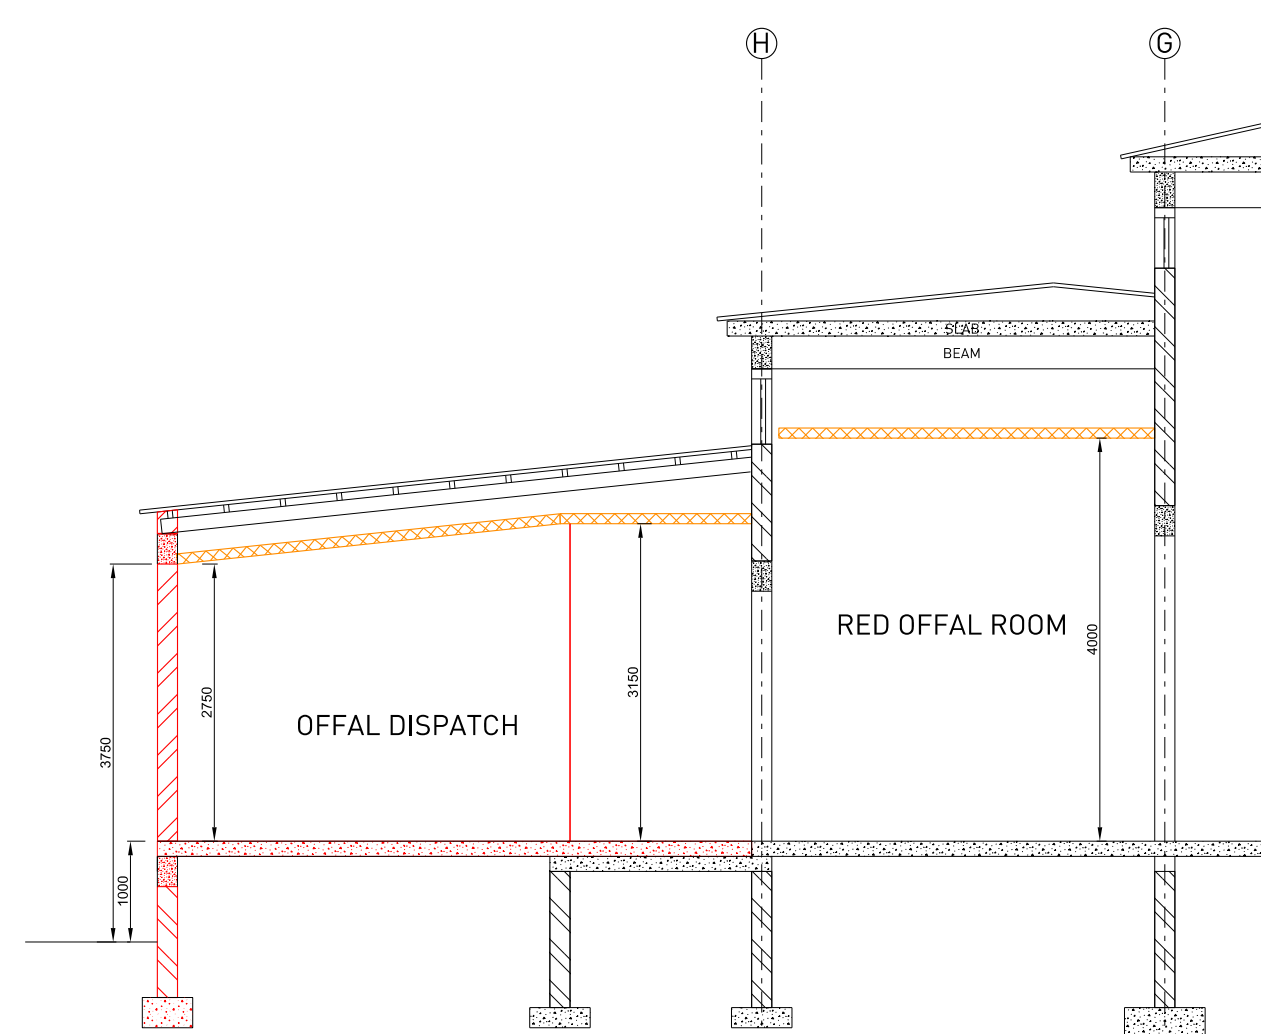 H
G
SLAB
BEAM
RED OFFAL ROOM
4000
3150
2750
OFFAL DISPATCH
3750
1000